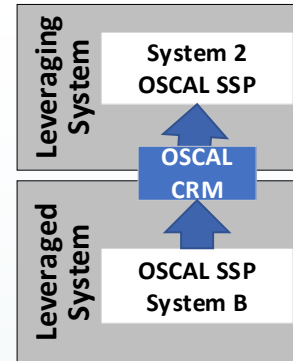 Leveraging
System
System 2
OSCAL SSP
OSCAL
CRM
Leveraged
System
OSCAL SSP
System B